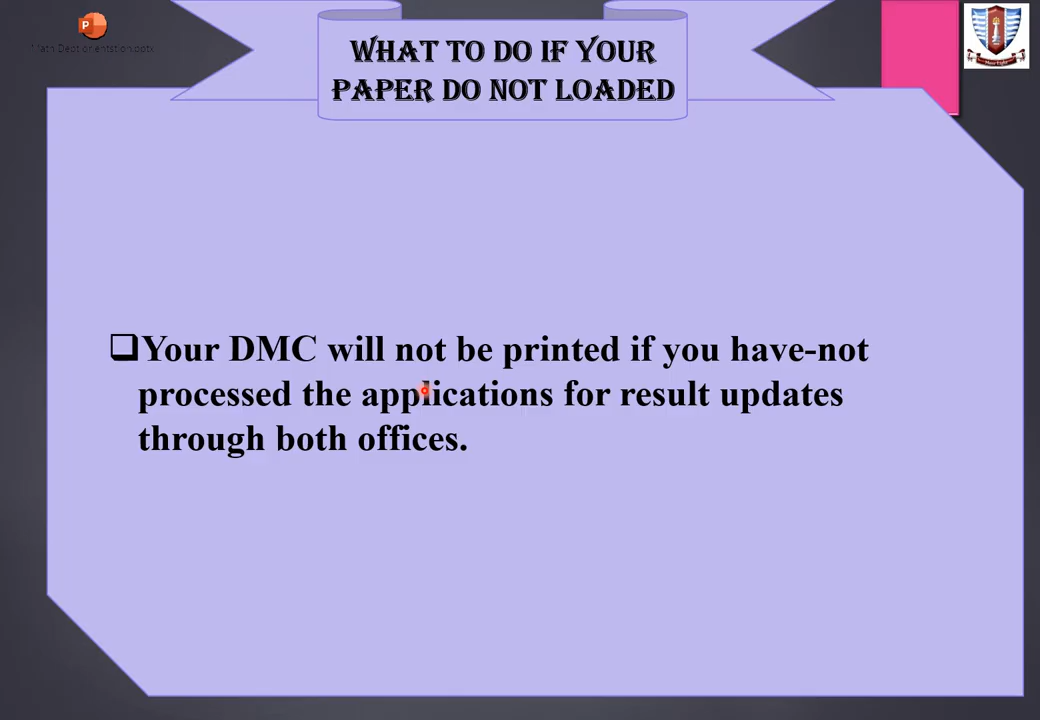 WHAT TO DO IF YOUR
PAPER DO NOT LOADED
Your DMC will not be printed if you have-not
processed the applications for result updates
through both offices.